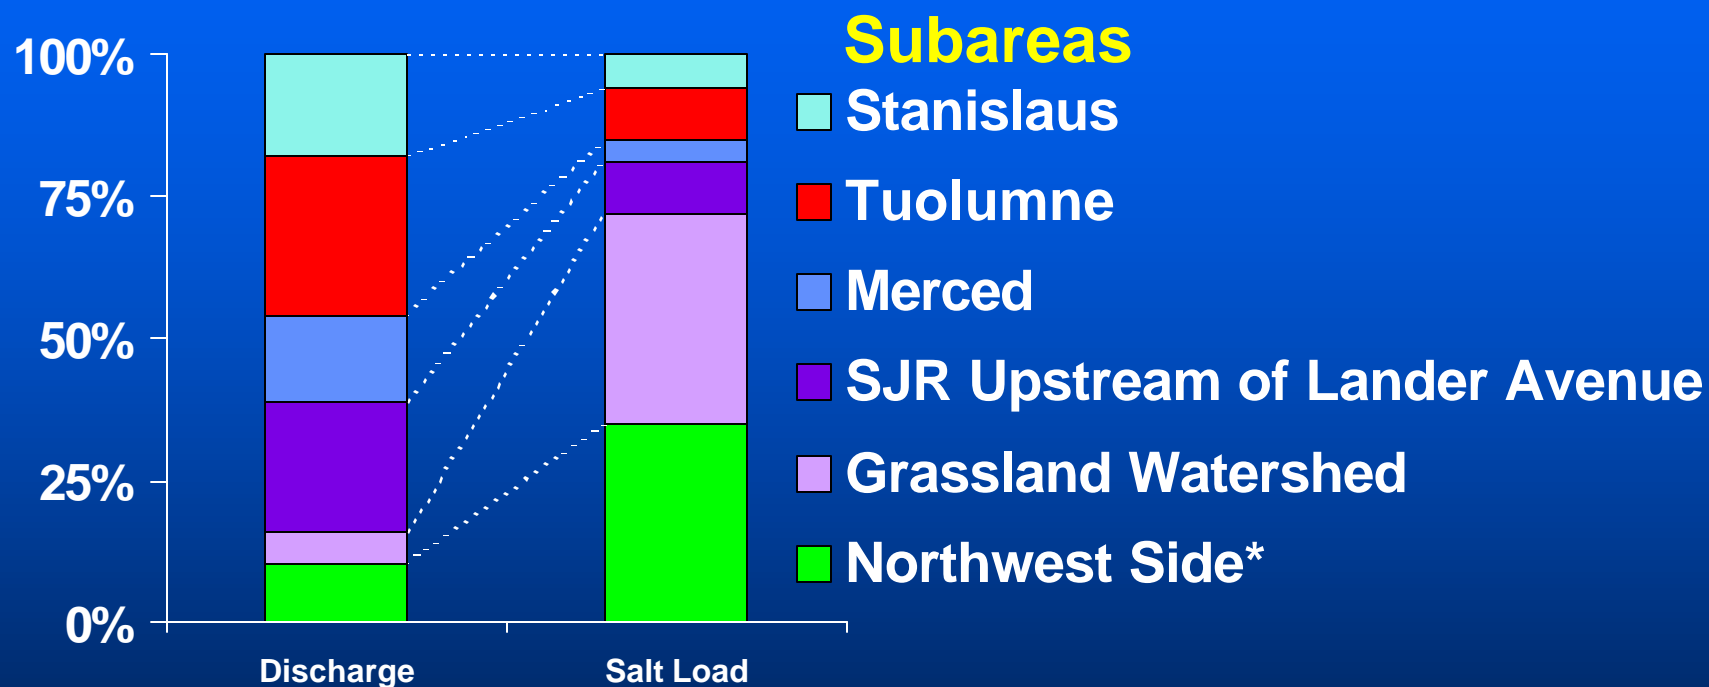 Subareas
100%
75%
50%
25%
0%
Discharge
Salt Load
Stanislaus
Tuolumne
Merced
SJR Upstream of Lander Avenue
Grassland Watershed
Northwest Side*